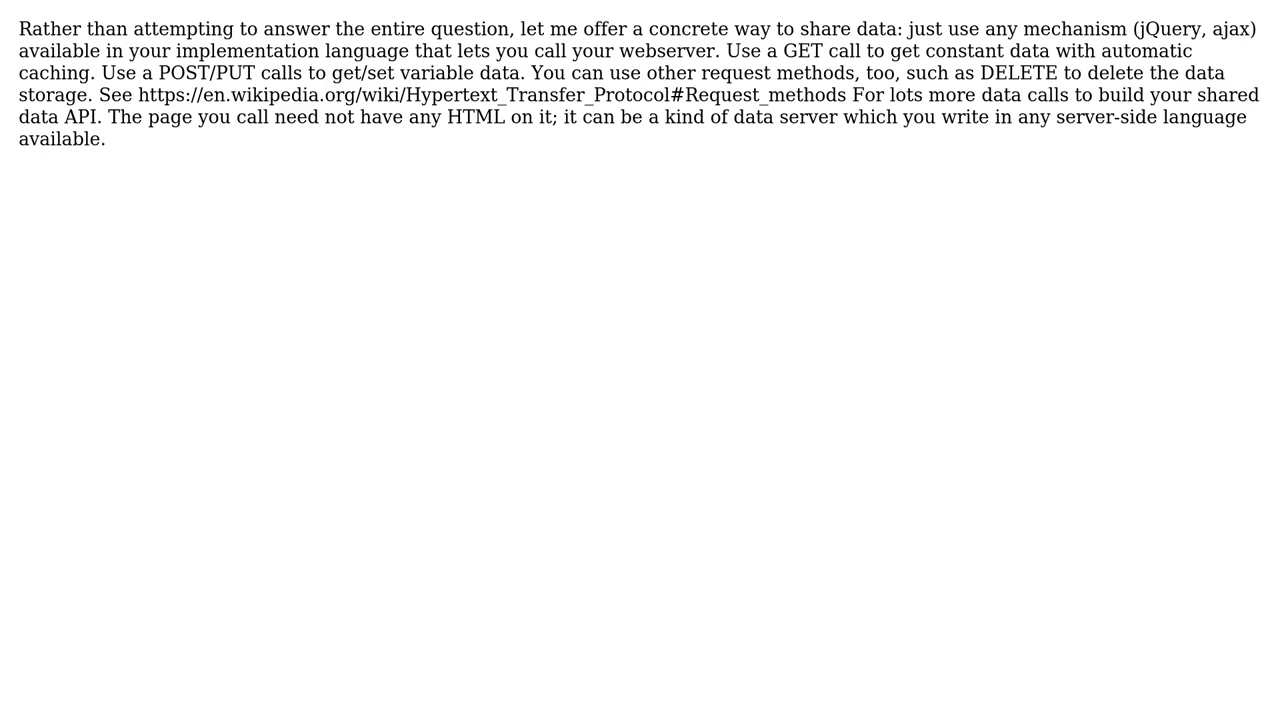 Rather than attempting to answer the entire question, let me offer a concrete way to share data: just use any mechanism (jQuery, ajax)
available in your implementation language that lets you call your webserver. Use a GET call to get constant data with automatic
caching. Use a POST/PUT calls to get/set variable data. You can use other request methods, too, such as DELETE to delete the data
storage. See https://en.wikipedia.org/wiki/Hypertext_Transfer_Protocol#Request_methods For lots more data calls to build your shared
data API. The page you call need not have any HTML on it; it can be a kind of data server which you write in any server-side language
available.